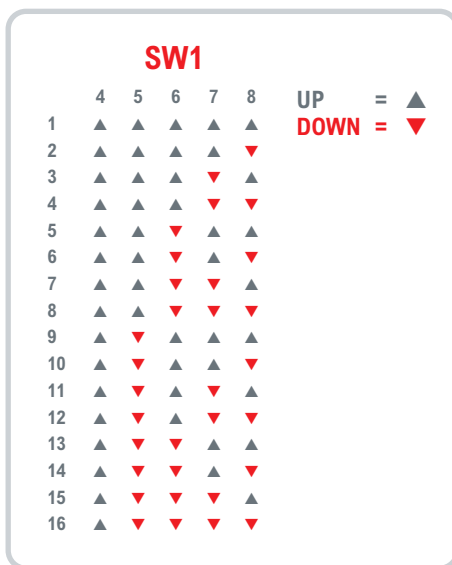 SW1
4 5 6 7 8
UP = ▲
DOWN = ▼
1 ▲ ▲ ▲ ▲ ▲
2 ▲ ▲ ▲ ▲ ▼
3 ▲ ▲ ▲ ▼ ▲
4 ▲ ▲ ▲ ▼ ▼
5 ▲ ▲ ▼ ▲ ▲
6 ▲ ▲ ▼ ▲ ▼
7 ▲ ▲ ▼ ▼ ▲
8 ▲ ▲ ▼ ▼ ▼
9 ▲ ▼ ▲ ▲ ▲
10 ▲ ▼ ▲ ▲ ▼
11 ▲ ▼ ▲ ▼ ▲
12 ▲ ▼ ▲ ▼ ▼
13 ▲ ▼ ▼ ▲ ▲
14 ▲ ▼ ▼ ▲ ▼
15 ▲ ▼ ▼ ▼ ▲
16 ▲ ▼ ▼ ▼ ▼